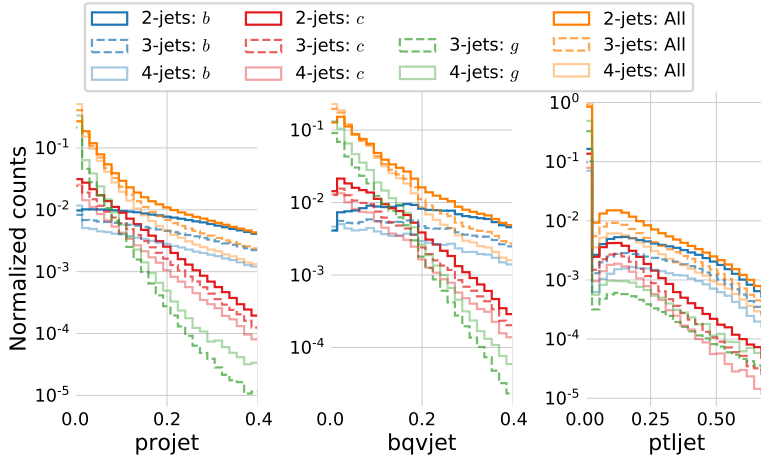 2-jets: b 2-jets: c 2-jets: All
3-jets: b 3-jets: c 3-jets: g 3-jets: All
4-jets: b 4-jets: c 4-jets: g 4-jets: All
Normalized counts
10⁻¹
10⁻²
10⁻³
10⁻⁴
10⁻⁵
0.0 0.2 0.4
projet
10⁻¹
10⁻²
10⁻³
10⁻⁴
0.0 0.2 0.4
bqvjet
10⁰
10⁻¹
10⁻²
10⁻³
10⁻⁴
10⁻⁵
0.00 0.25 0.50
ptljet